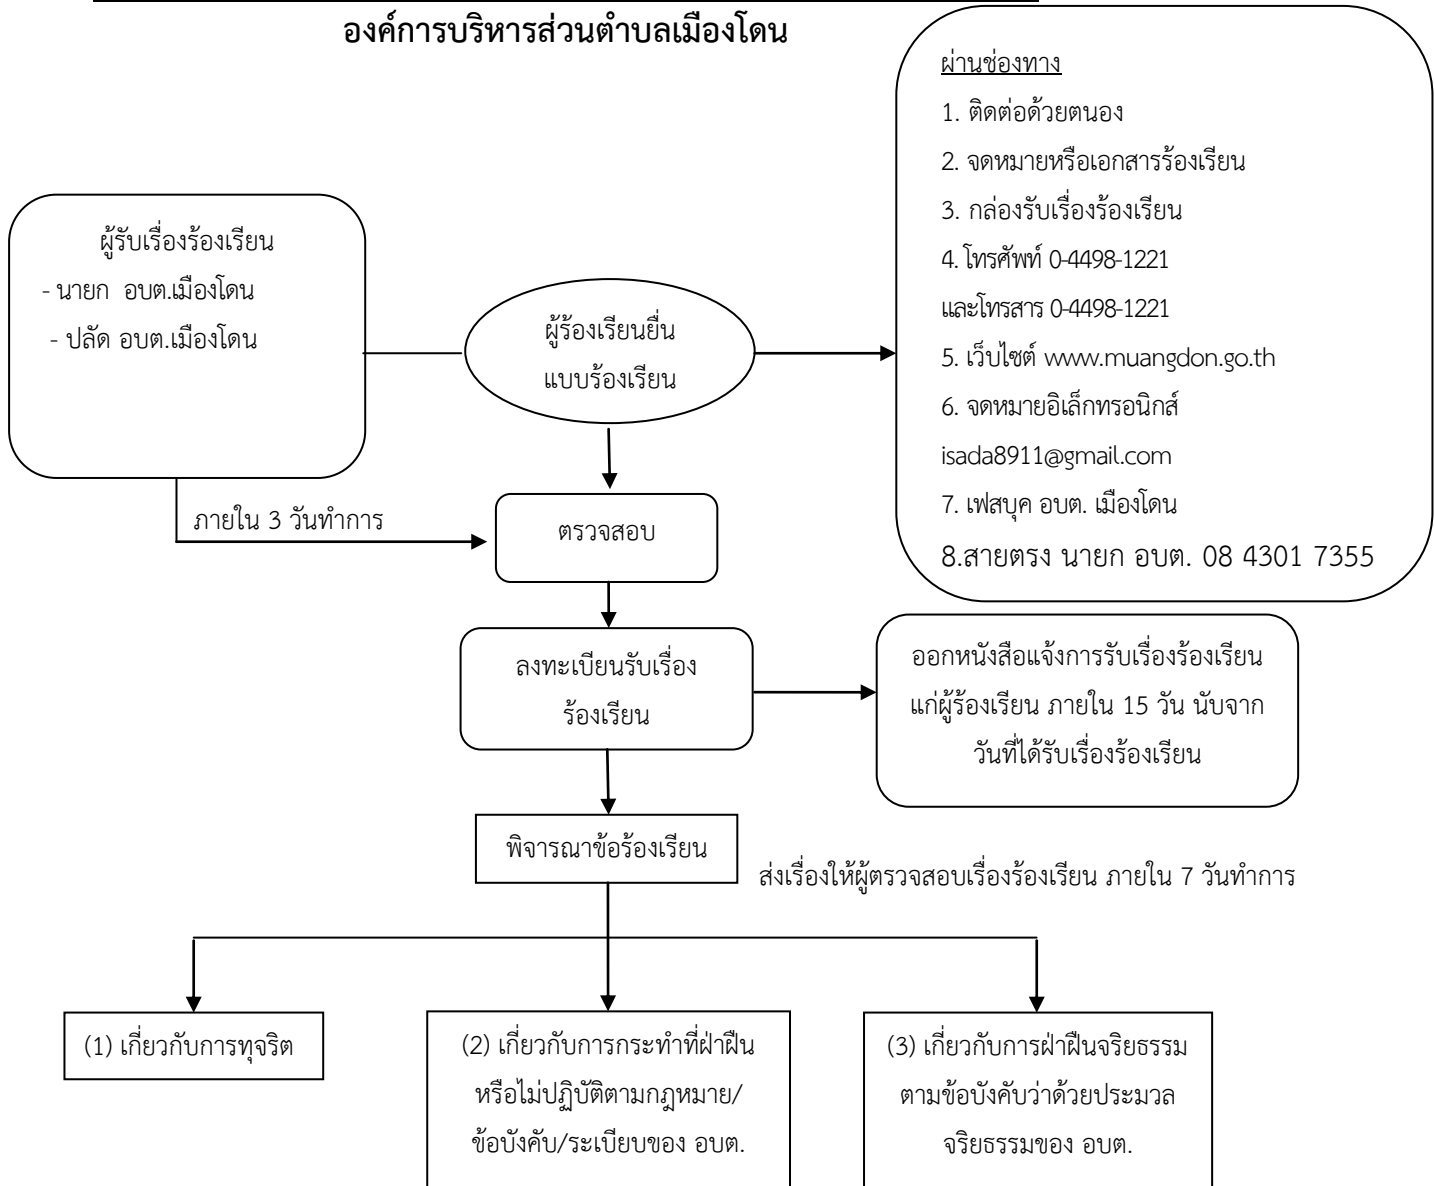 องค์การบริหารส่วนตำบลเมืองโดน
ผ่านช่องทาง
1. ติดต่อด้วยตนอง
2. จดหมายหรือเอกสารร้องเรียน
3. กล่องรับเรื่องร้องเรียน
4. โทรศัพท์ 0-4498-1221
และโทรสาร 0-4498-1221
5. เว็บไซต์ www.muangdon.go.th
6. จดหมายอิเล็กทรอนิกส์
isada8911@gmail.com
7. เฟสบุค อบต. เมืองโดน
8.สายตรง นายก อบต. 08 4301 7355
ผู้รับเรื่องร้องเรียน
- นายก อบต.เมืองโดน
- ปลัด อบต.เมืองโดน
ผู้ร้องเรียนยื่น
แบบร้องเรียน
ภายใน 3 วันทำการ
ตรวจสอบ
ลงทะเบียนรับเรื่อง
ร้องเรียน
ออกหนังสือแจ้งการรับเรื่องร้องเรียน
แก่ผู้ร้องเรียน ภายใน 15 วัน นับจาก
วันที่ได้รับเรื่องร้องเรียน
พิจารณาข้อร้องเรียน
ส่งเรื่องให้ผู้ตรวจสอบเรื่องร้องเรียน ภายใน 7 วันทำการ
(1) เกี่ยวกับการทุจริต
(2) เกี่ยวกับการกระทำที่ฝ่าฝืน
หรือไม่ปฏิบัติตามกฎหมาย/
ข้อบังคับ/ระเบียบของ อบต.
(3) เกี่ยวกับการฝ่าฝืนจริยธรรม
ตามข้อบังคับว่าด้วยประมวล
จริยธรรมของ อบต.